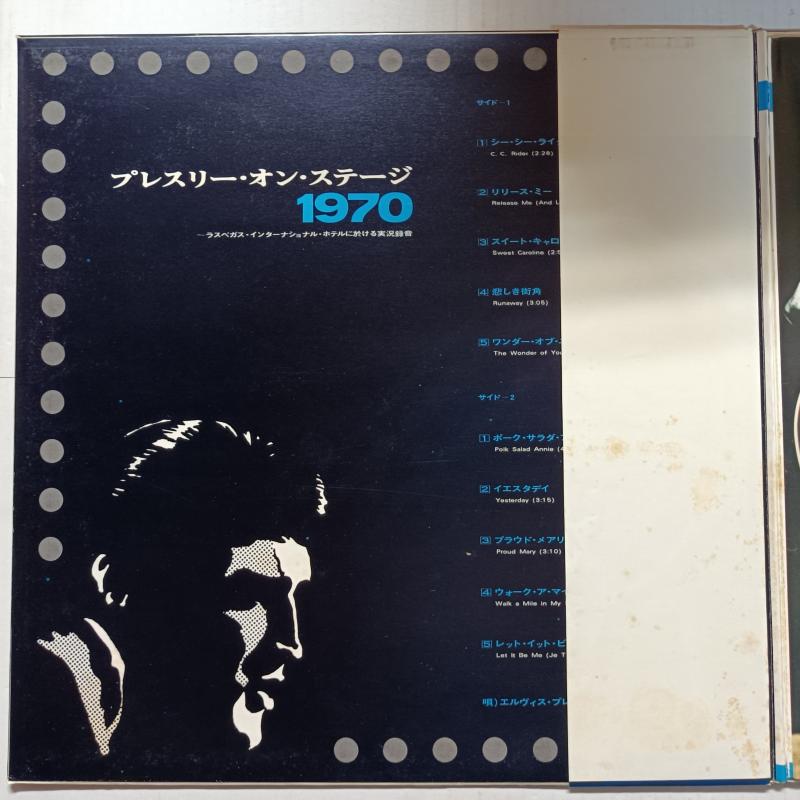 プレスリー・オン・ステージ
1970
―ラスベガス・インターナショナル・ホテルに於ける実況録音
サイド―1
1 シー・シー・ライ
C. C. Rider (2:28)
2 リリース・ミー
Release Me (And L
3 スイート・キャロ
Sweet Caroline (2:5
4 悲しき街角
Runaway (3:05)
5 ワンダー・オブ・
The Wonder of You
サイド―2
1 ポーク・サラダ・ア
Polk Salad Annie (4
2 イエスタデイ
Yesterday (3:15)
3 プラウド・メアリ
Proud Mary (3:10)
4 ウォーク・ア・マイ
Walk a Mile in My
5 レット・イット・ビ
Let It Be Me (Je T
唄）エルヴィス・プレ